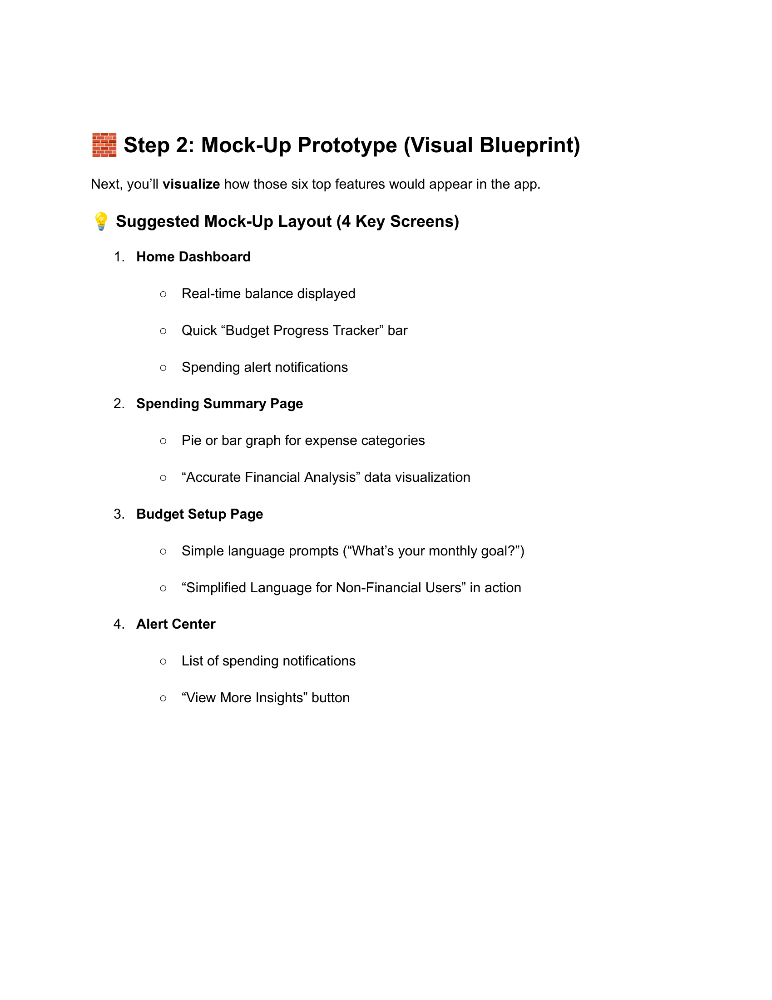 🧱 Step 2: Mock-Up Prototype (Visual Blueprint)
Next, you’ll visualize how those six top features would appear in the app.
💡 Suggested Mock-Up Layout (4 Key Screens)
1. Home Dashboard
○ Real-time balance displayed
○ Quick “Budget Progress Tracker” bar
○ Spending alert notifications
2. Spending Summary Page
○ Pie or bar graph for expense categories
○ “Accurate Financial Analysis” data visualization
3. Budget Setup Page
○ Simple language prompts (“What’s your monthly goal?”)
○ “Simplified Language for Non-Financial Users” in action
4. Alert Center
○ List of spending notifications
○ “View More Insights” button